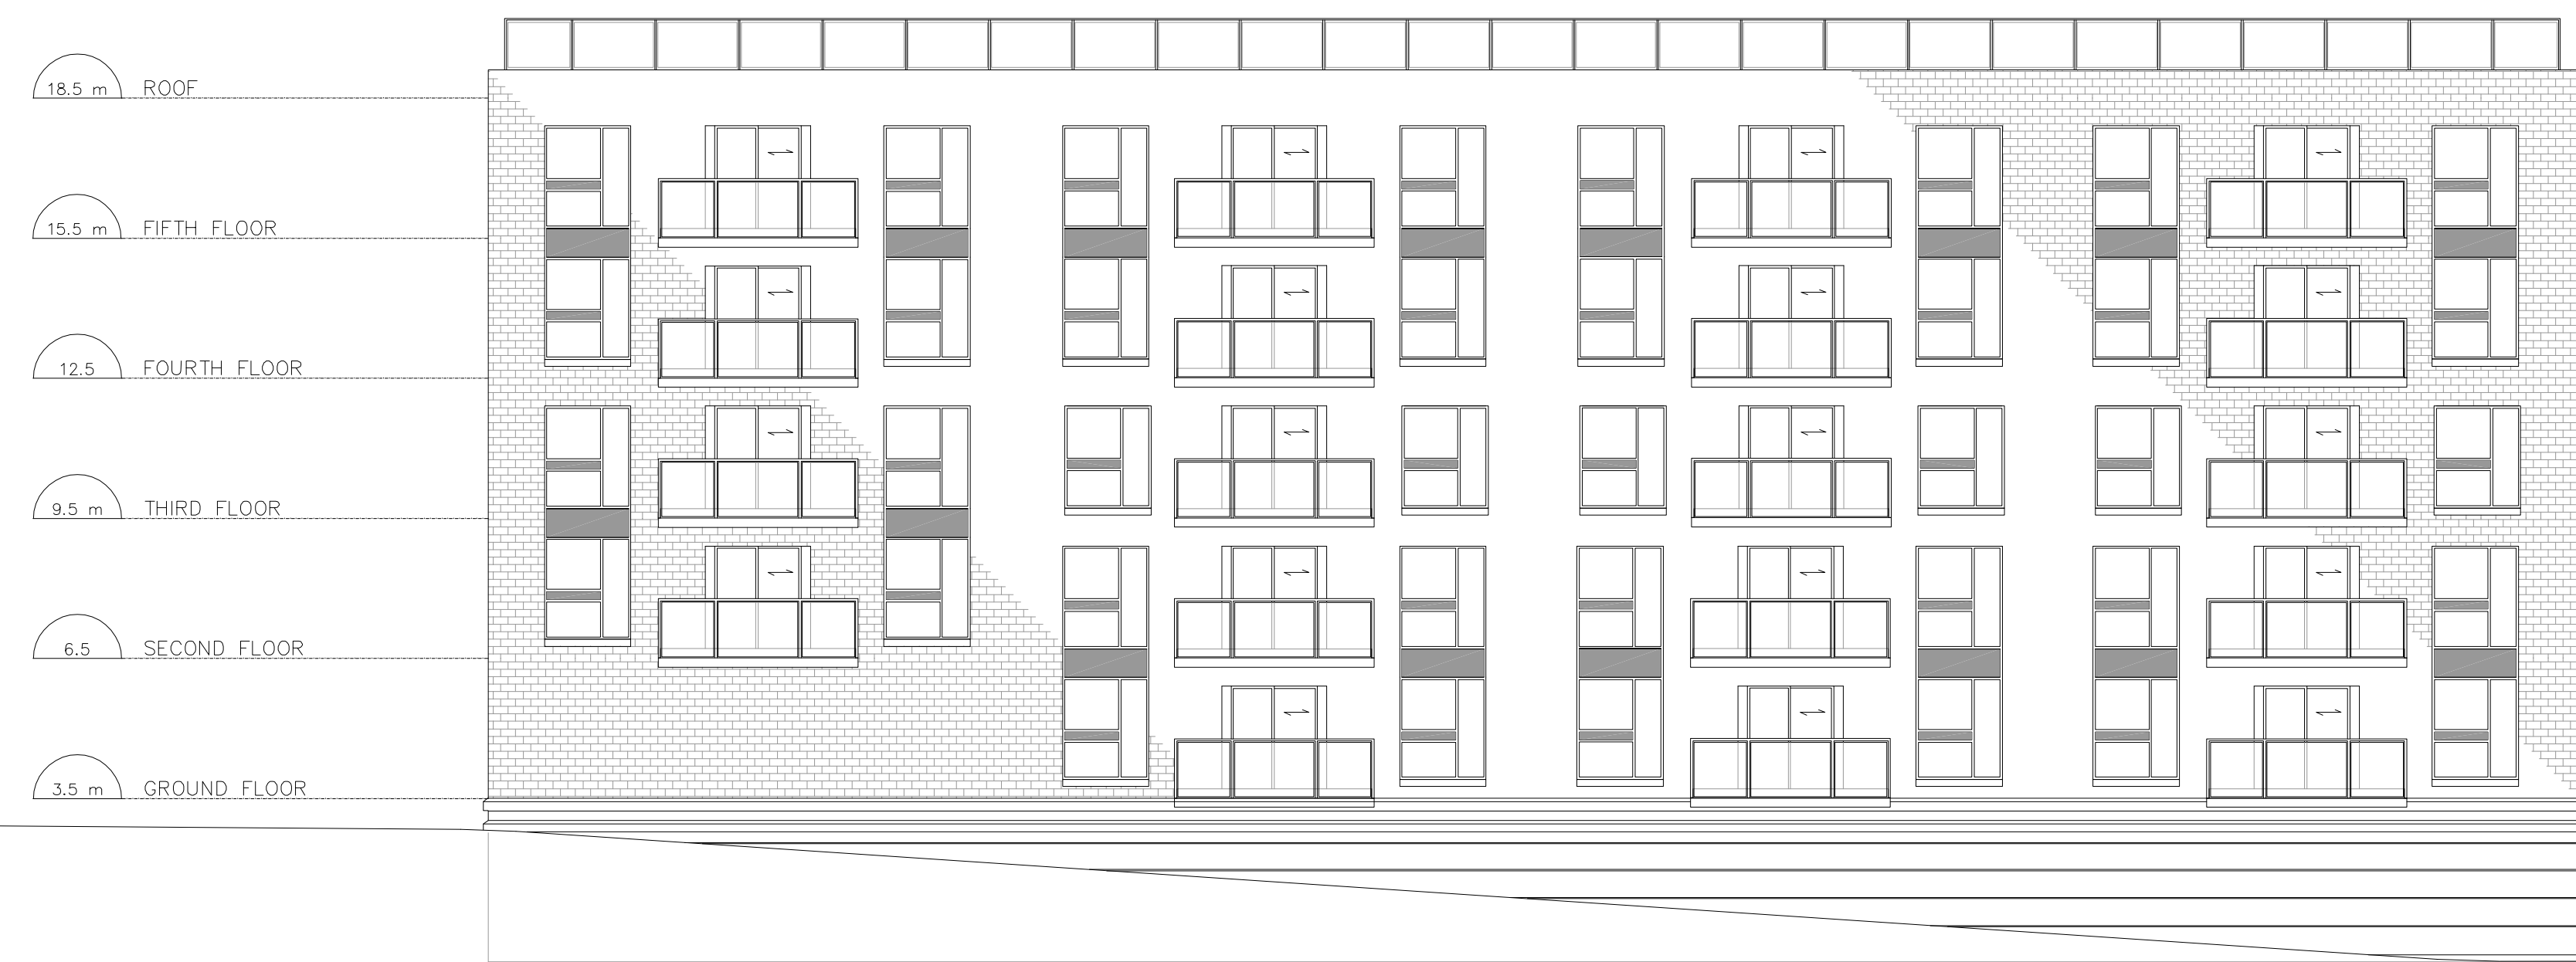 18.5 m ROOF
15.5 m FIFTH FLOOR
12.5 FOURTH FLOOR
9.5 m THIRD FLOOR
6.5 SECOND FLOOR
3.5 m GROUND FLOOR